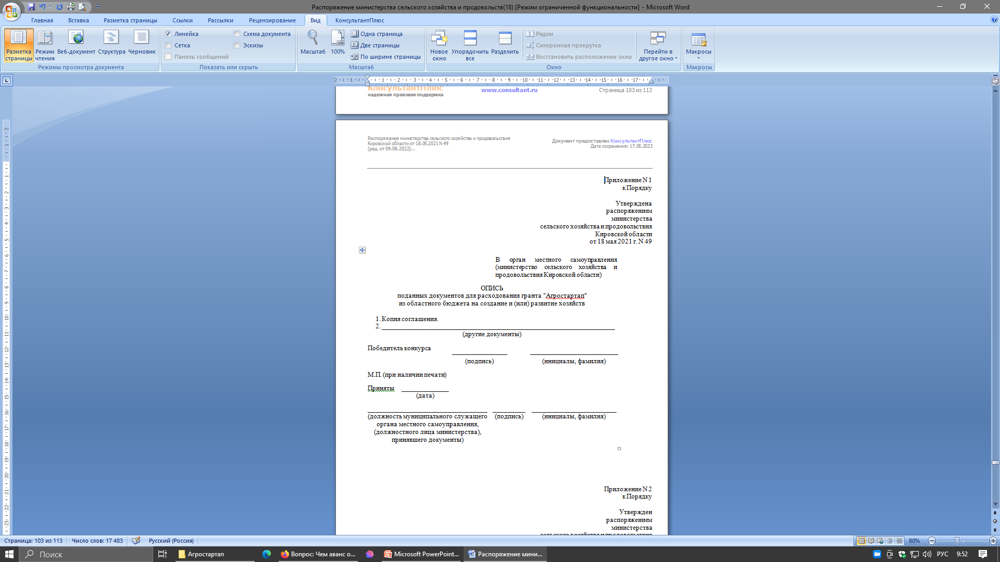 Распоряжение министерства сельского хозяйства и продовольств(18) [Режим ограниченной функциональности] - Microsoft Word
Главная Вставка Разметка страницы Ссылки Рассылки Рецензирование Вид КонсультантПлюс
Разметка страницы
Режим чтения
Веб-документ
Структура
Черновик
Режимы просмотра документа
Линейка
Сетка
Панель сообщений
Схема документа
Эскизы
Показать или скрыть
Масштаб
100%
Одна страница
Две страницы
По ширине страницы
Масштаб
Новое окно
Упорядочить все
Разделить
Рядом
Синхронная прокрутка
Восстановить расположение окна
Перейти в другое окно
Окно
Макросы
Макросы
КонсультантПлюс
надежная правовая поддержка
www.consultant.ru
Страница 103 из 113
Распоряжение министерства сельского хозяйства и продовольствия
Кировской области от 18.05.2021 N 49
(ред. от 09.08.2022)...
Документ предоставлен КонсультантПлюс
Дата сохранения: 17.05.2023
Приложение N 1
к Порядку
Утверждена
распоряжением
министерства
сельского хозяйства и продовольствия
Кировской области
от 18 мая 2021 г. N 49
В орган местного самоуправления
(министерство сельского хозяйства и
продовольствия Кировской области)
ОПИСЬ
поданных документов для расходования гранта "Агростартап"
из областного бюджета на создание и (или) развитие хозяйств
1. Копия соглашения.
2. ________________________________________________________________
(другие документы)
Победитель конкурса _______________ ________________________
(подпись) (инициалы, фамилия)
М.П. (при наличии печати)
Приняты _____________
(дата)
_________________________________ _________ _______________________
(должность муниципального служащего (подпись) (инициалы, фамилия)
органа местного самоуправления,
(должностного лица министерства),
принявшего документы)
Приложение N 2
к Порядку
Утвержден
распоряжением
министерства
сельского хозяйства и продовольствия
Страница: 103 из 113 Число слов: 17 483 Русский (Россия) 80%
Поиск Агростартап Вопрос: Чем аванс о... Microsoft PowerPoint... Распоряжение мини... РУС 9:52